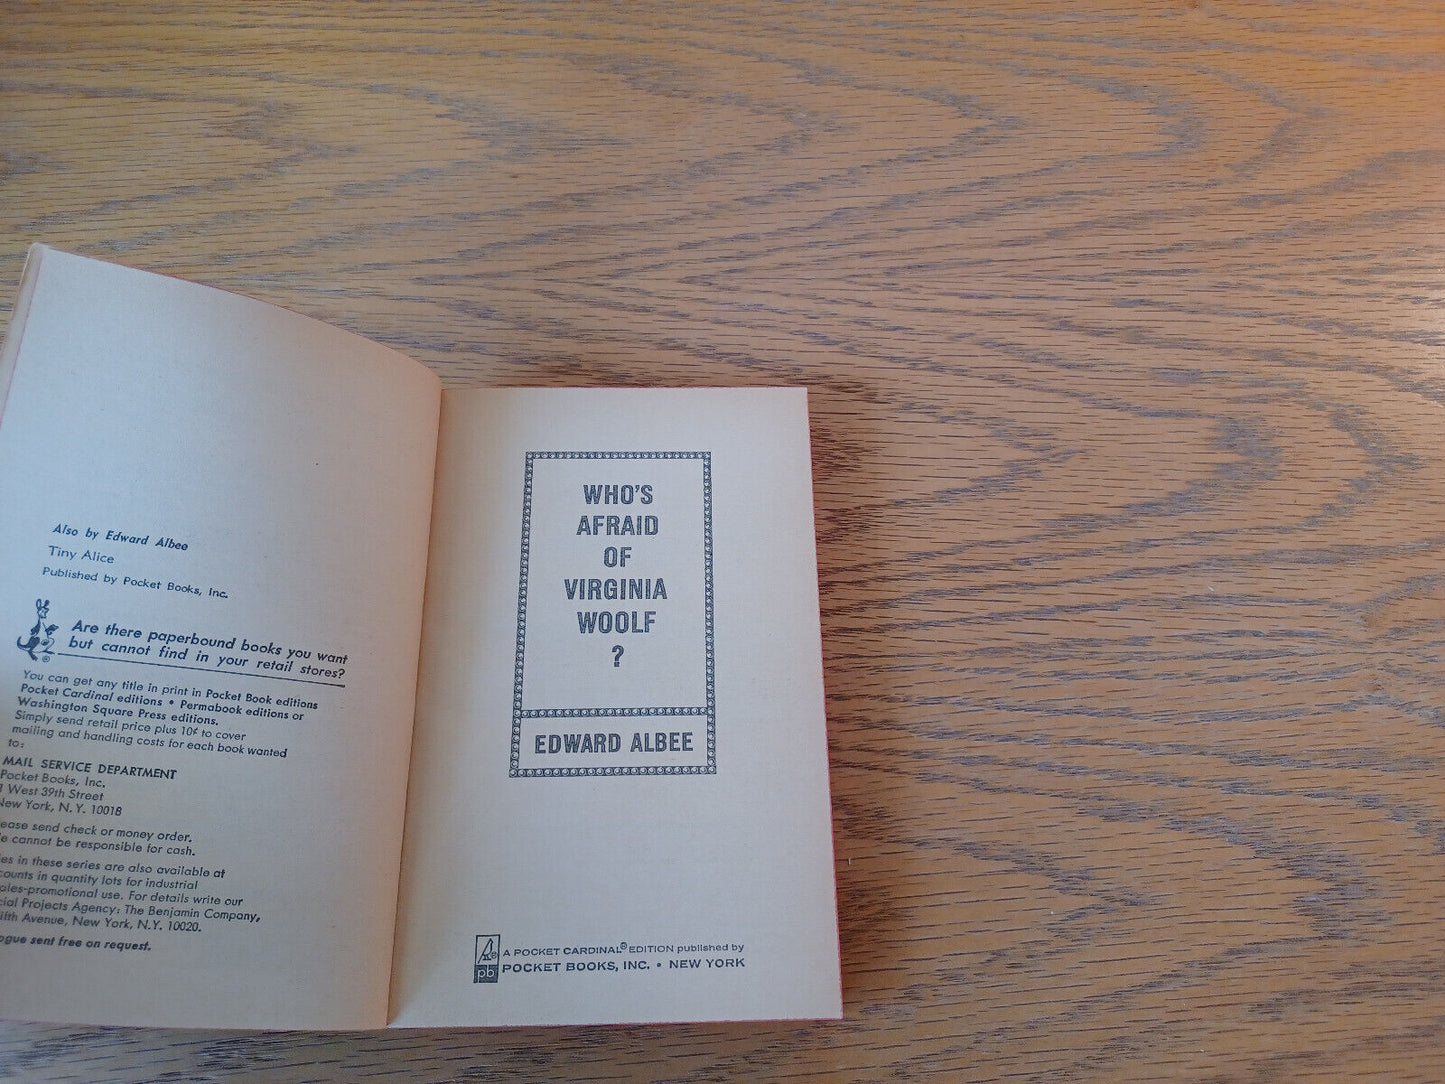 Also by Edward Albee
Tiny Alice
Published by Pocket Books, Inc.
Are there paperbound books you want
but cannot find in your retail stores?
You can get any title in print in Pocket Book editions
Pocket Cardinal editions • Permabook editions or
Washington Square Press editions.
Simply send retail price plus 10¢ to cover
mailing and handling costs for each book wanted
to:
MAIL SERVICE DEPARTMENT
Pocket Books, Inc.
West 39th Street
New York, N.Y. 10018
ease send check or money order.
e cannot be responsible for cash.
es in these series are also available at
counts in quantity lots for industrial
ales-promotional use. For details write our
cial Projects Agency: The Benjamin Company,
ifth Avenue, New York, N.Y. 10020.
ogue sent free on request.
WHO'S
AFRAID
OF
VIRGINIA
WOOLF
?
EDWARD ALBEE
pb
A POCKET CARDINAL® EDITION published by
POCKET BOOKS, INC. • NEW YORK